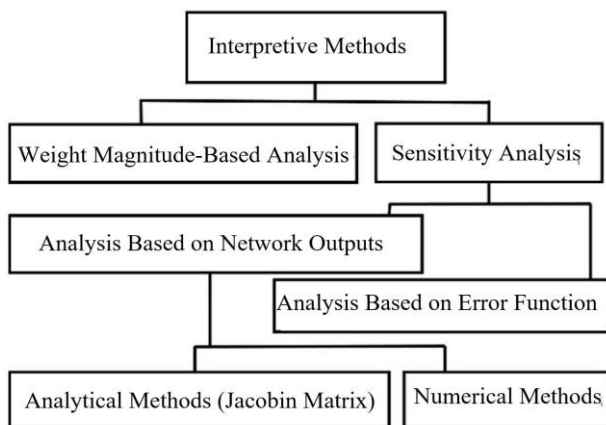 Interpretive Methods
Weight Magnitude-Based Analysis
Sensitivity Analysis
Analysis Based on Network Outputs
Analysis Based on Error Function
Analytical Methods (Jacobin Matrix)
Numerical Methods